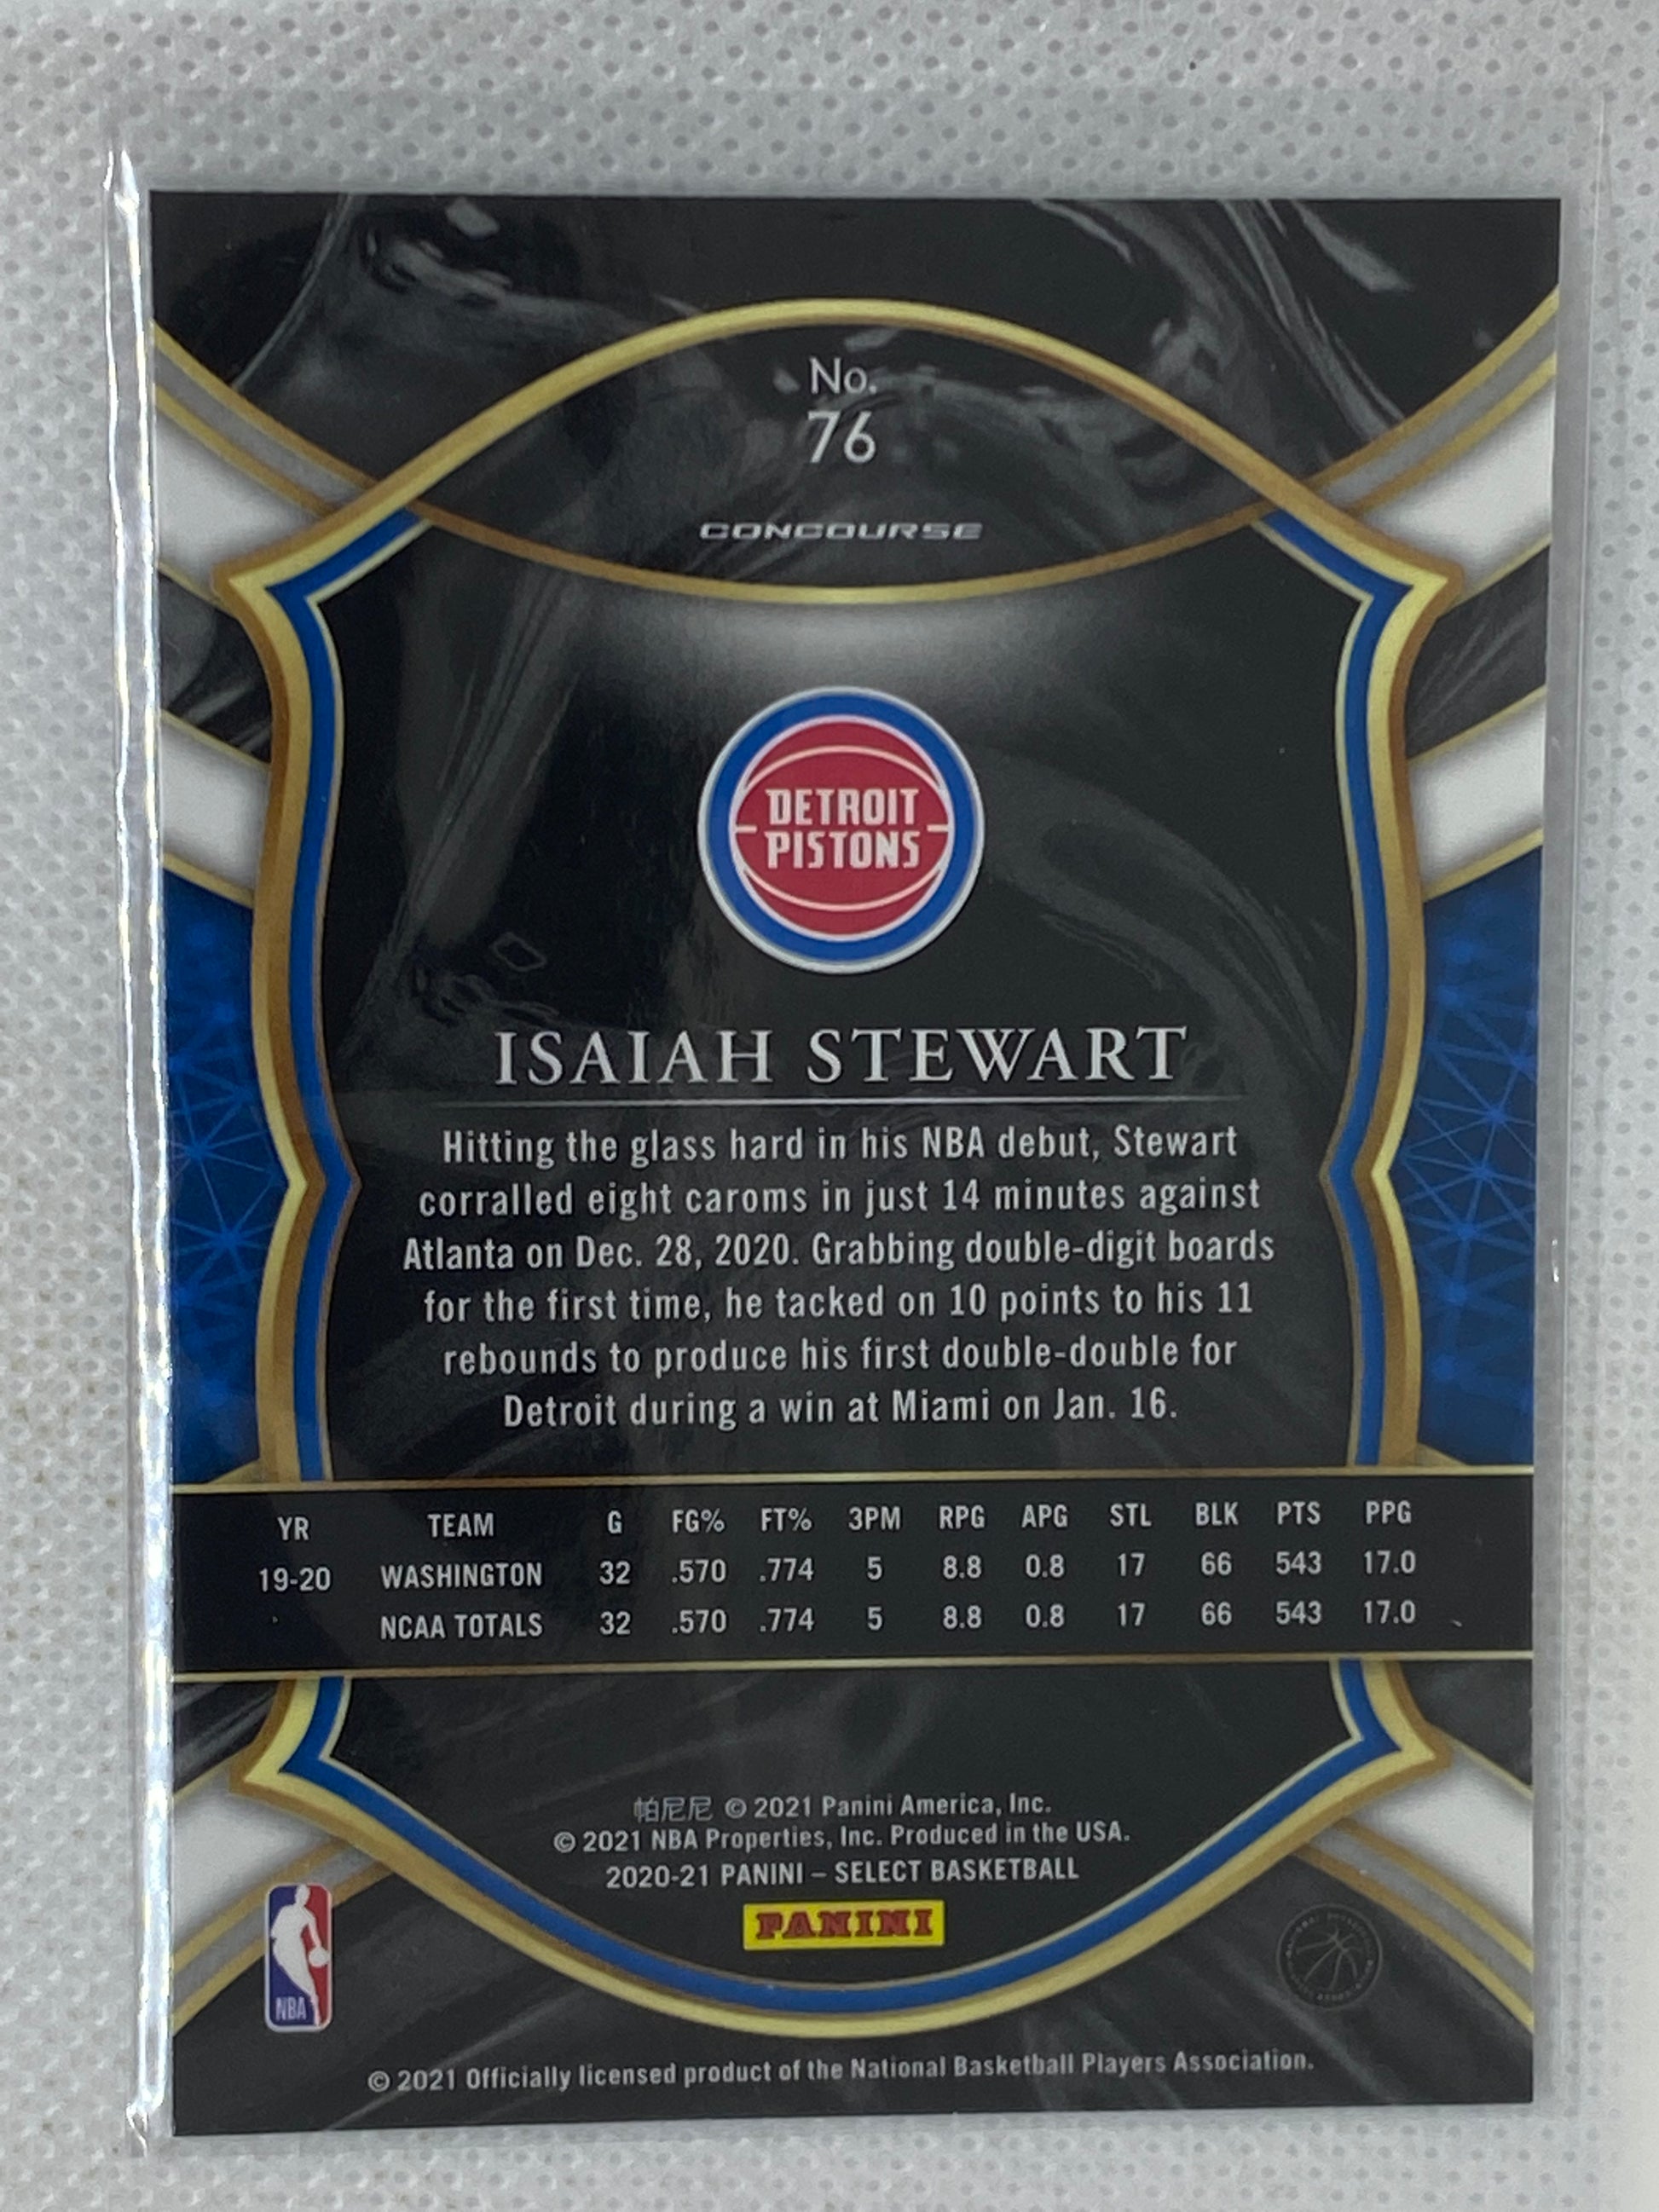 No.
76
CONCOURSE
DETROIT
PISTONS
ISAIAH STEWART
Hitting the glass hard in his NBA debut, Stewart
corralled eight caroms in just 14 minutes against
Atlanta on Dec. 28, 2020. Grabbing double-digit boards
for the first time, he tacked on 10 points to his 11
rebounds to produce his first double-double for
Detroit during a win at Miami on Jan. 16.
YR TEAM G FG% FT% 3PM RPG APG STL BLK PTS PPG
19-20 WASHINGTON 32 .570 .774 5 8.8 0.8 17 66 543 17.0
NCAA TOTALS 32 .570 .774 5 8.8 0.8 17 66 543 17.0
帕尼尼 © 2021 Panini America, Inc.
© 2021 NBA Properties, Inc. Produced in the USA.
2020-21 PANINI – SELECT BASKETBALL
PANINI
NBA
© 2021 Officially licensed product of the National Basketball Players Association.